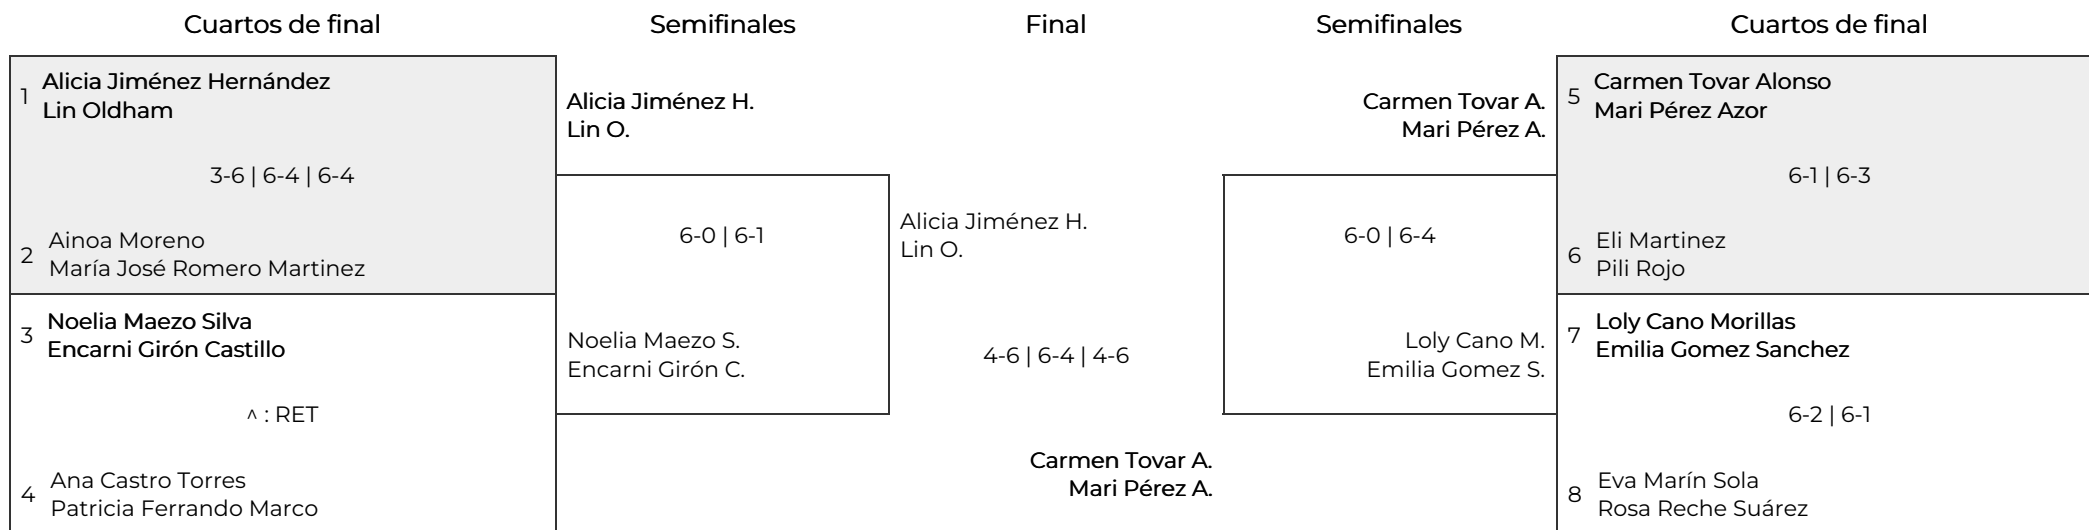 Cuartos de final
Semifinales
Final
Semifinales
Cuartos de final
1
Alicia Jiménez Hernández
Lin Oldham
3-6 | 6-4 | 6-4
2
Ainoa Moreno
María José Romero Martinez
3
Noelia Maezo Silva
Encarni Girón Castillo
^ : RET
4
Ana Castro Torres
Patricia Ferrando Marco
Alicia Jiménez H.
Lin O.
6-0 | 6-1
Noelia Maezo S.
Encarni Girón C.
Alicia Jiménez H.
Lin O.
4-6 | 6-4 | 4-6
Carmen Tovar A.
Mari Pérez A.
Carmen Tovar A.
Mari Pérez A.
6-0 | 6-4
Loly Cano M.
Emilia Gomez S.
5
Carmen Tovar Alonso
Mari Pérez Azor
6-1 | 6-3
6
Eli Martinez
Pili Rojo
7
Loly Cano Morillas
Emilia Gomez Sanchez
6-2 | 6-1
8
Eva Marín Sola
Rosa Reche Suárez